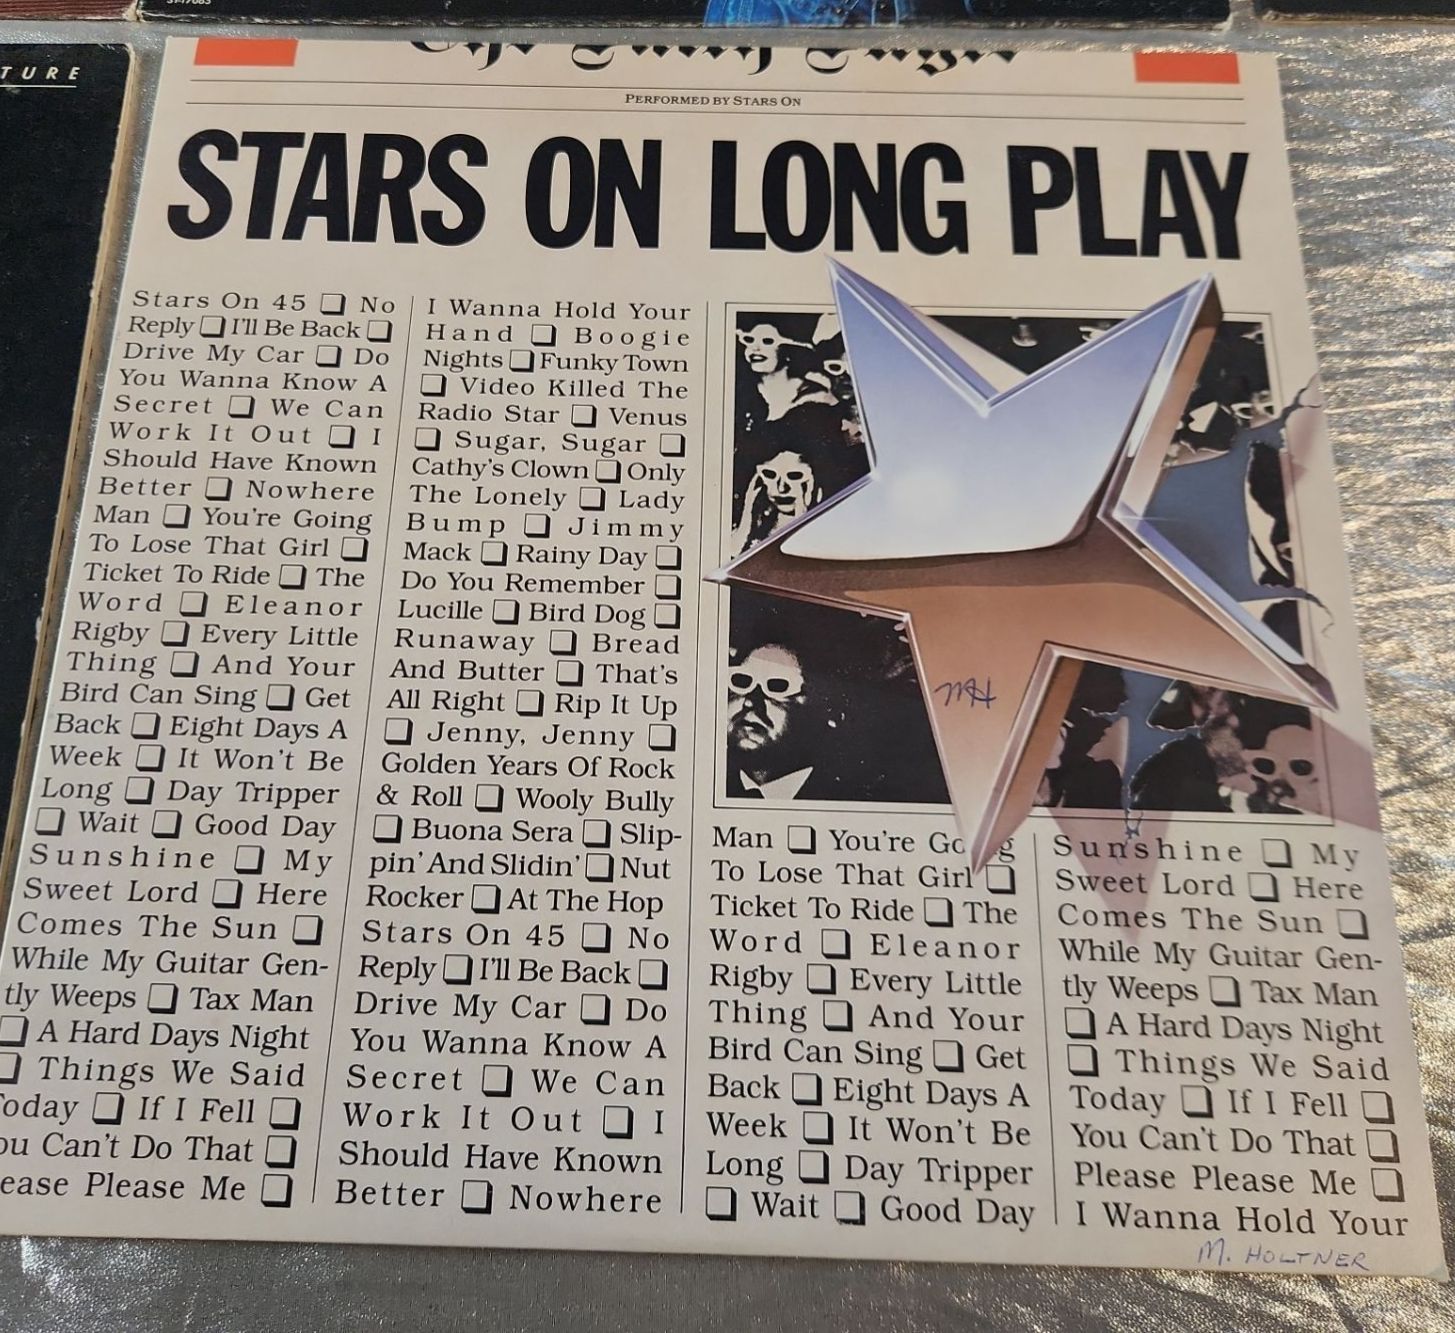 ST-17063
TURE
PERFORMED BY STARS ON
STARS ON LONG PLAY
Stars On 45 ❏ No
Reply ❏ I'll Be Back ❏
Drive My Car ❏ Do
You Wanna Know A
Secret ❏ We Can
Work It Out ❏ I
Should Have Known
Better ❏ Nowhere
Man ❏ You're Going
To Lose That Girl ❏
Ticket To Ride ❏ The
Word ❏ Eleanor
Rigby ❏ Every Little
Thing ❏ And Your
Bird Can Sing ❏ Get
Back ❏ Eight Days A
Week ❏ It Won't Be
Long ❏ Day Tripper
❏ Wait ❏ Good Day
Sunshine ❏ My
Sweet Lord ❏ Here
Comes The Sun ❏
While My Guitar Gen-
tly Weeps ❏ Tax Man
❏ A Hard Days Night
❏ Things We Said
oday ❏ If I Fell ❏
ou Can't Do That ❏
ease Please Me ❏
I Wanna Hold Your
Hand ❏ Boogie
Nights ❏ Funky Town
❏ Video Killed The
Radio Star ❏ Venus
❏ Sugar, Sugar ❏
Cathy's Clown ❏ Only
The Lonely ❏ Lady
Bump ❏ Jimmy
Mack ❏ Rainy Day ❏
Do You Remember ❏
Lucille ❏ Bird Dog ❏
Runaway ❏ Bread
And Butter ❏ That's
All Right ❏ Rip It Up
❏ Jenny, Jenny ❏
Golden Years Of Rock
& Roll ❏ Wooly Bully
❏ Buona Sera ❏ Slip-
pin' And Slidin' ❏ Nut
Rocker ❏ At The Hop
Stars On 45 ❏ No
Reply ❏ I'll Be Back ❏
Drive My Car ❏ Do
You Wanna Know A
Secret ❏ We Can
Work It Out ❏ I
Should Have Known
Better ❏ Nowhere
MH
Man ❏ You're Go g
To Lose That Girl ❏
Ticket To Ride ❏ The
Word ❏ Eleanor
Rigby ❏ Every Little
Thing ❏ And Your
Bird Can Sing ❏ Get
Back ❏ Eight Days A
Week ❏ It Won't Be
Long ❏ Day Tripper
❏ Wait ❏ Good Day
Sunshine ❏ My
Sweet Lord ❏ Here
Comes The Sun ❏
While My Guitar Gen-
tly Weeps ❏ Tax Man
❏ A Hard Days Night
❏ Things We Said
Today ❏ If I Fell ❏
You Can't Do That ❏
Please Please Me ❏
I Wanna Hold Your
M. HOLTNER